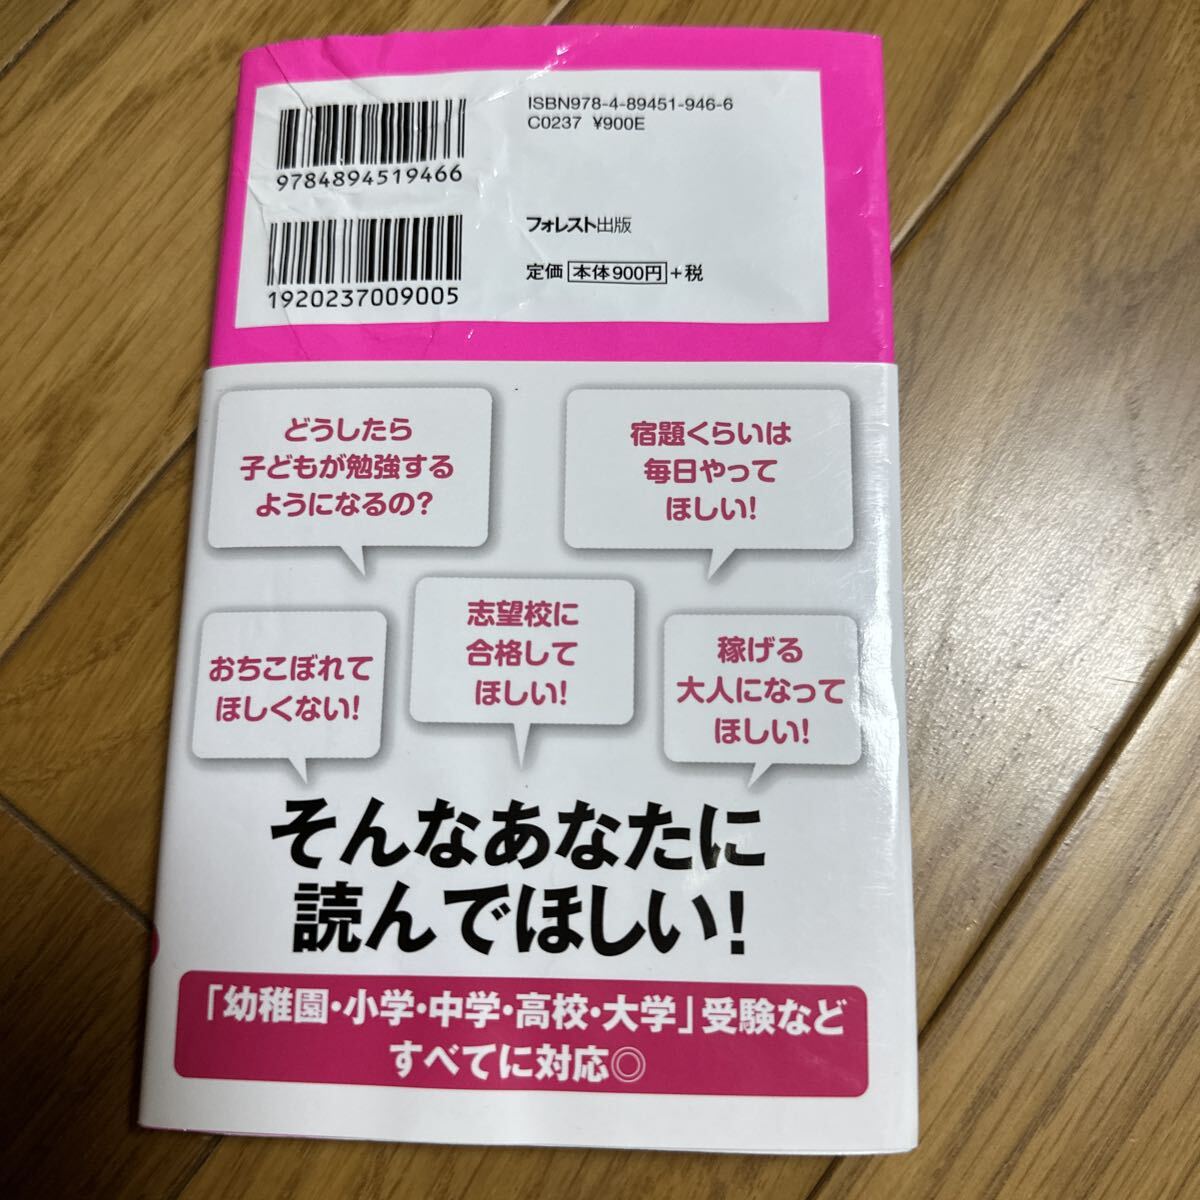 ISBN978-4-89451-946-6
C0237 ¥900E
9784894519466
フォレスト出版
定価 本体900円 +税
1920237009005
どうしたら
子どもが勉強する
ようになるの?
宿題くらいは
毎日やって
ほしい!
志望校に
合格して
ほしい!
おちこぼれて
ほしくない!
稼げる
大人になって
ほしい!
そんなあなたに
読んでほしい!
「幼稚園・小学・中学・高校・大学」受験など
すべてに対応◎